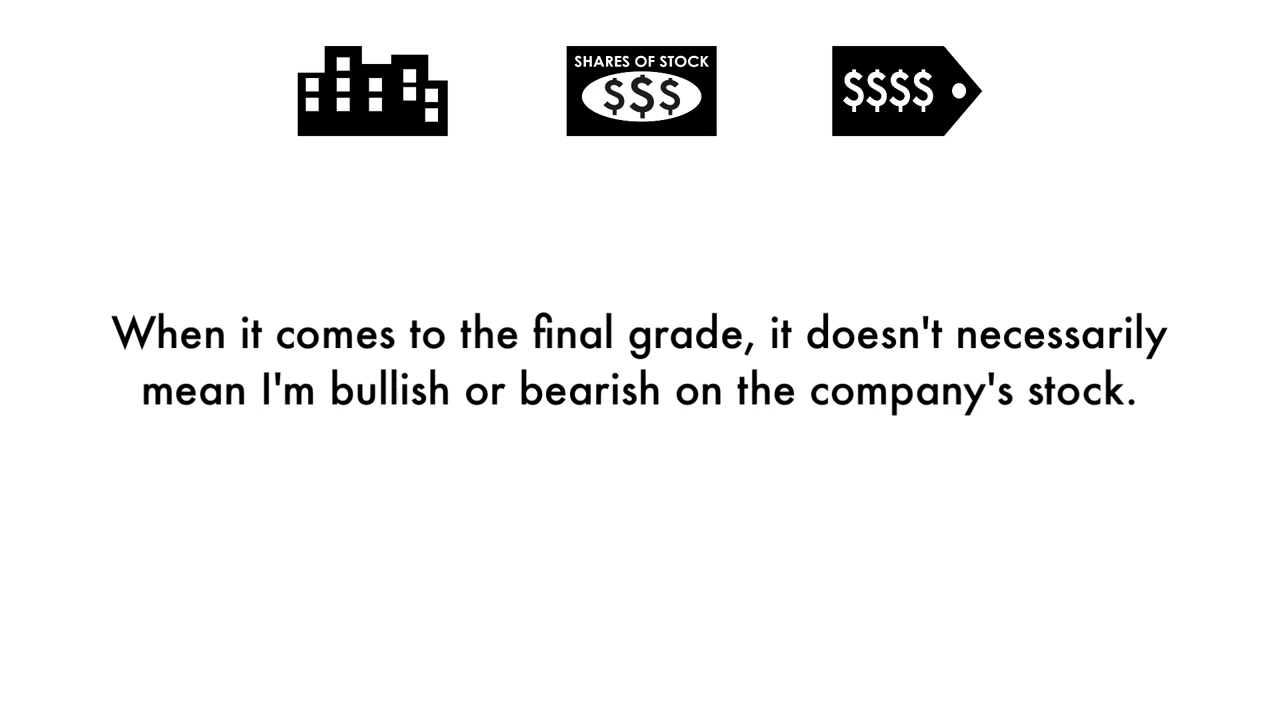 SHARES OF STOCK
$$$
$$$$
When it comes to the final grade, it doesn't necessarily
mean I'm bullish or bearish on the company's stock.